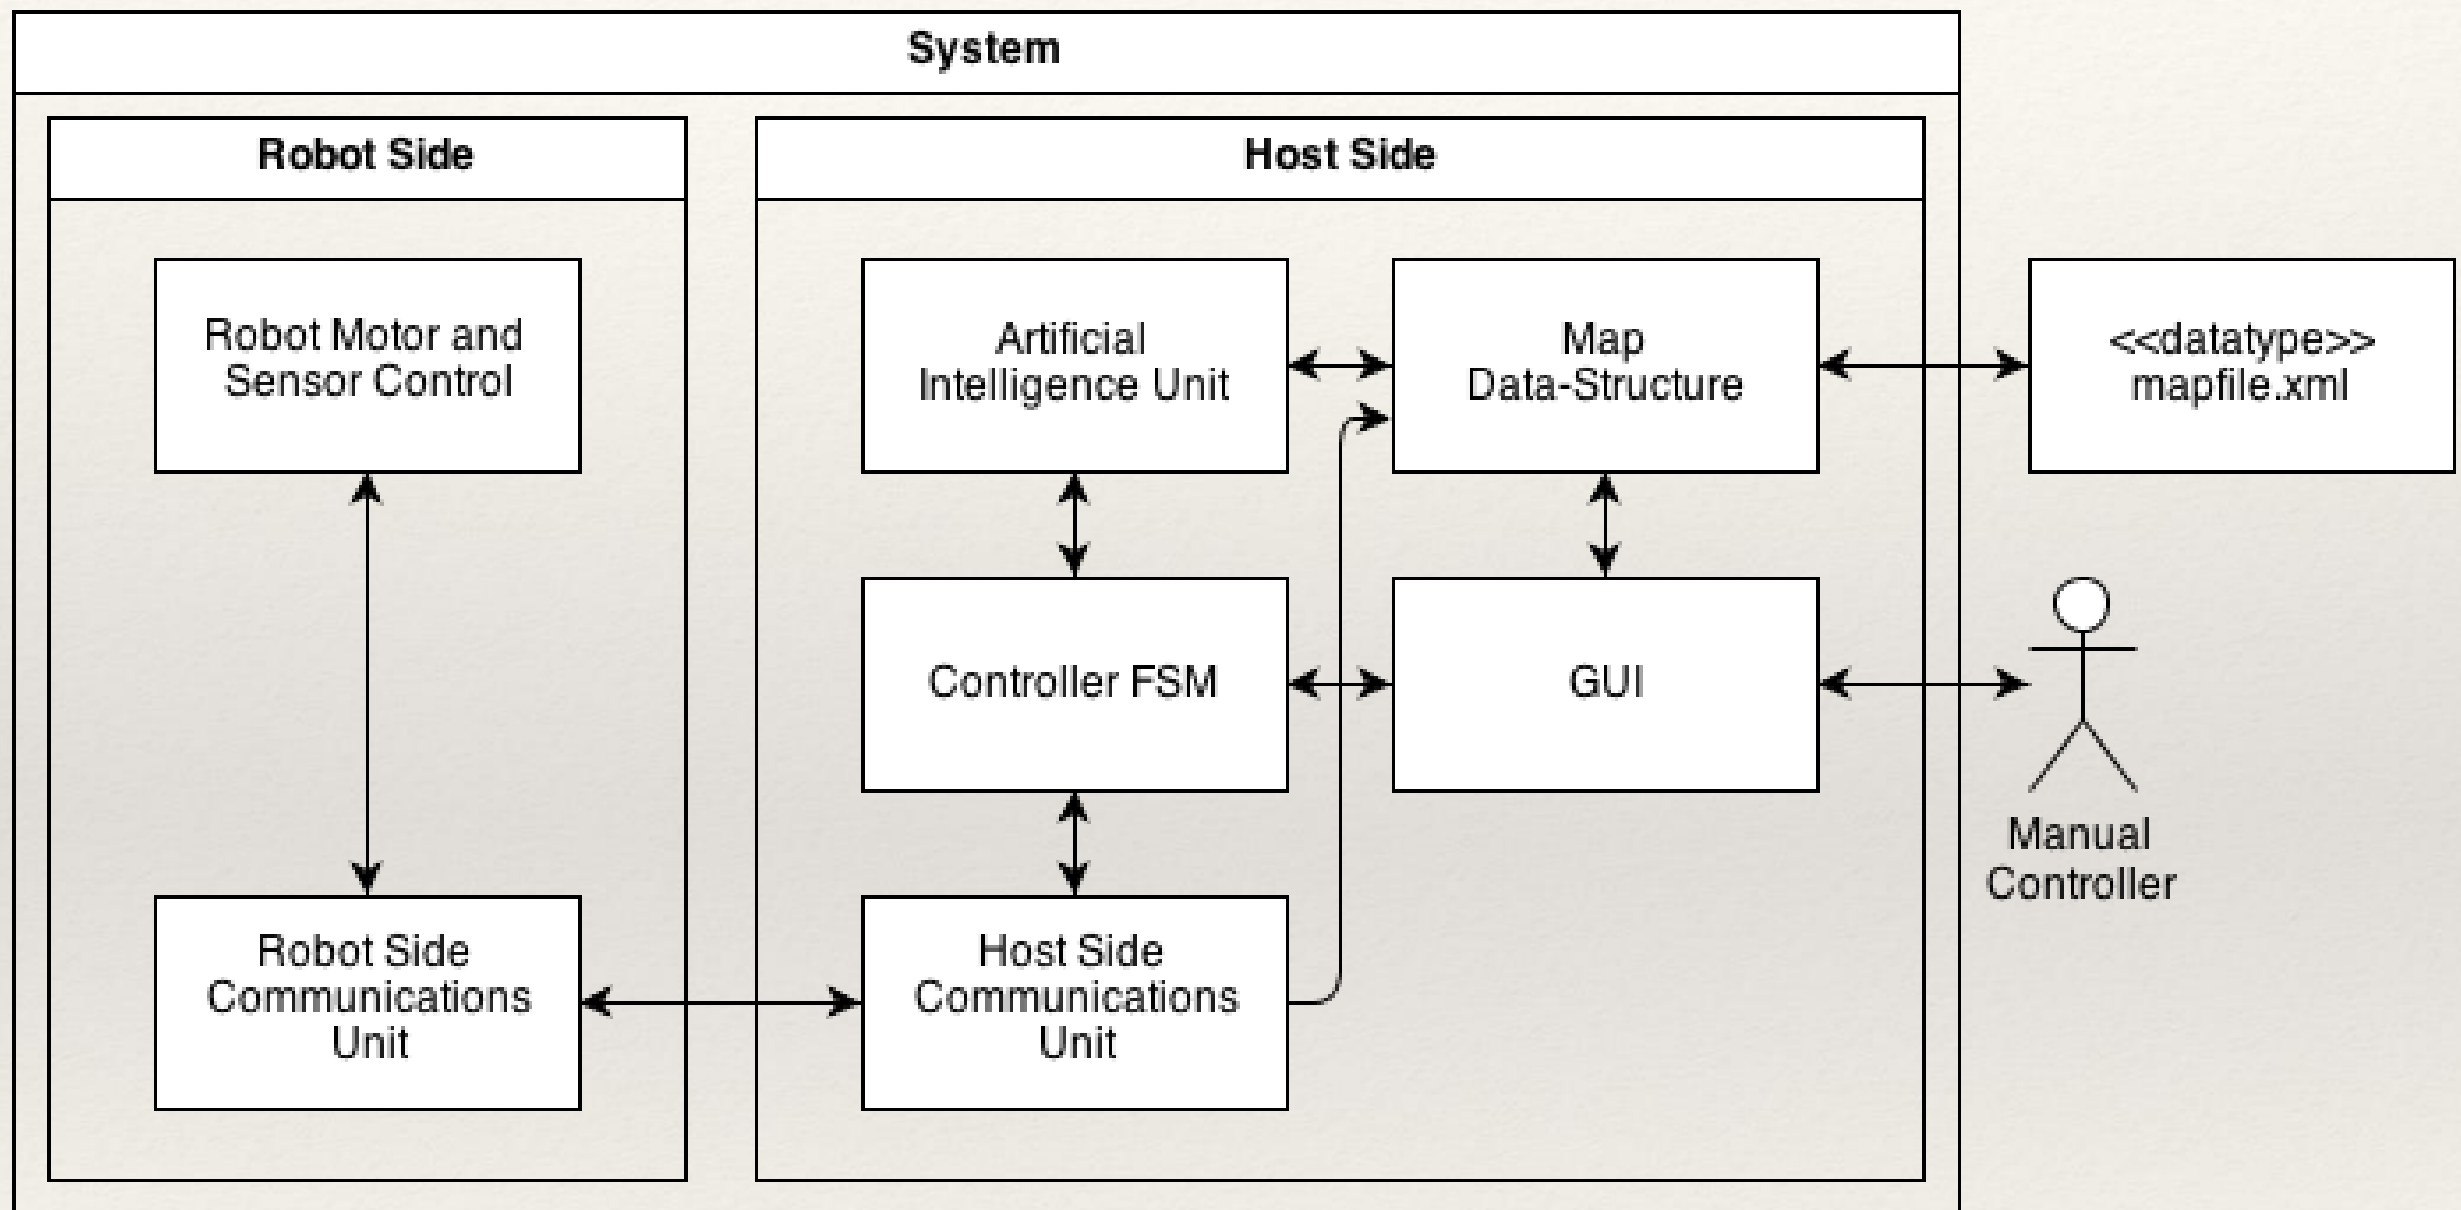 System
Robot Side
Host Side
Robot Motor and
Sensor Control
Artificial
Intelligence Unit
Map
Data-Structure
<<datatype>>
mapfile.xml
Controller FSM
GUI
Manual
Controller
Robot Side
Communications
Unit
Host Side
Communications
Unit